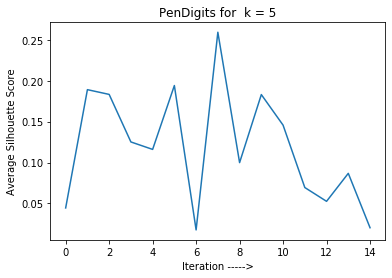 PenDigits for k = 5
Average Silhouette Score
0.25
0.20
0.15
0.10
0.05
0 2 4 6 8 10 12 14
Iteration ----->